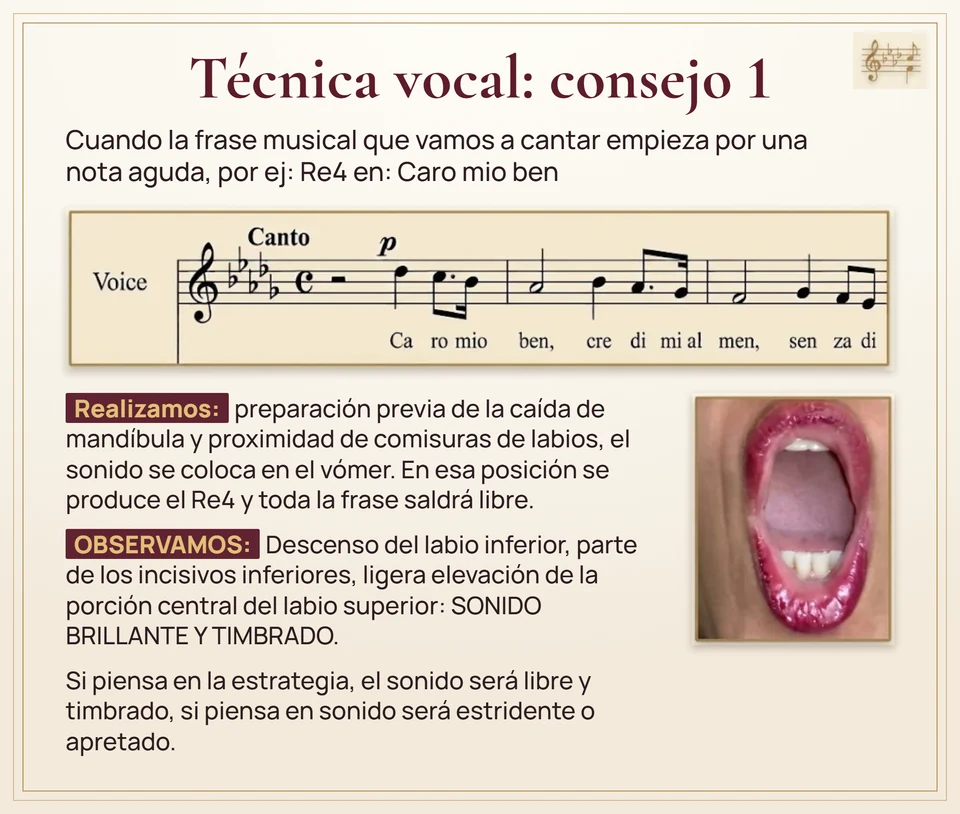 Técnica vocal: consejo 1
Cuando la frase musical que vamos a cantar empieza por una
nota aguda, por ej: Re4 en: Caro mio ben
Canto
p
Voice
Ca ro mio ben, cre di mi al men, sen za di
Realizamos: preparación previa de la caída de
mandíbula y proximidad de comisuras de labios, el
sonido se coloca en el vómer. En esa posición se
produce el Re4 y toda la frase saldrá libre.
OBSERVAMOS: Descenso del labio inferior, parte
de los incisivos inferiores, ligera elevación de la
porción central del labio superior: SONIDO
BRILLANTE Y TIMBRADO.
Si piensa en la estrategia, el sonido será libre y
timbrado, si piensa en sonido será estridente o
apretado.